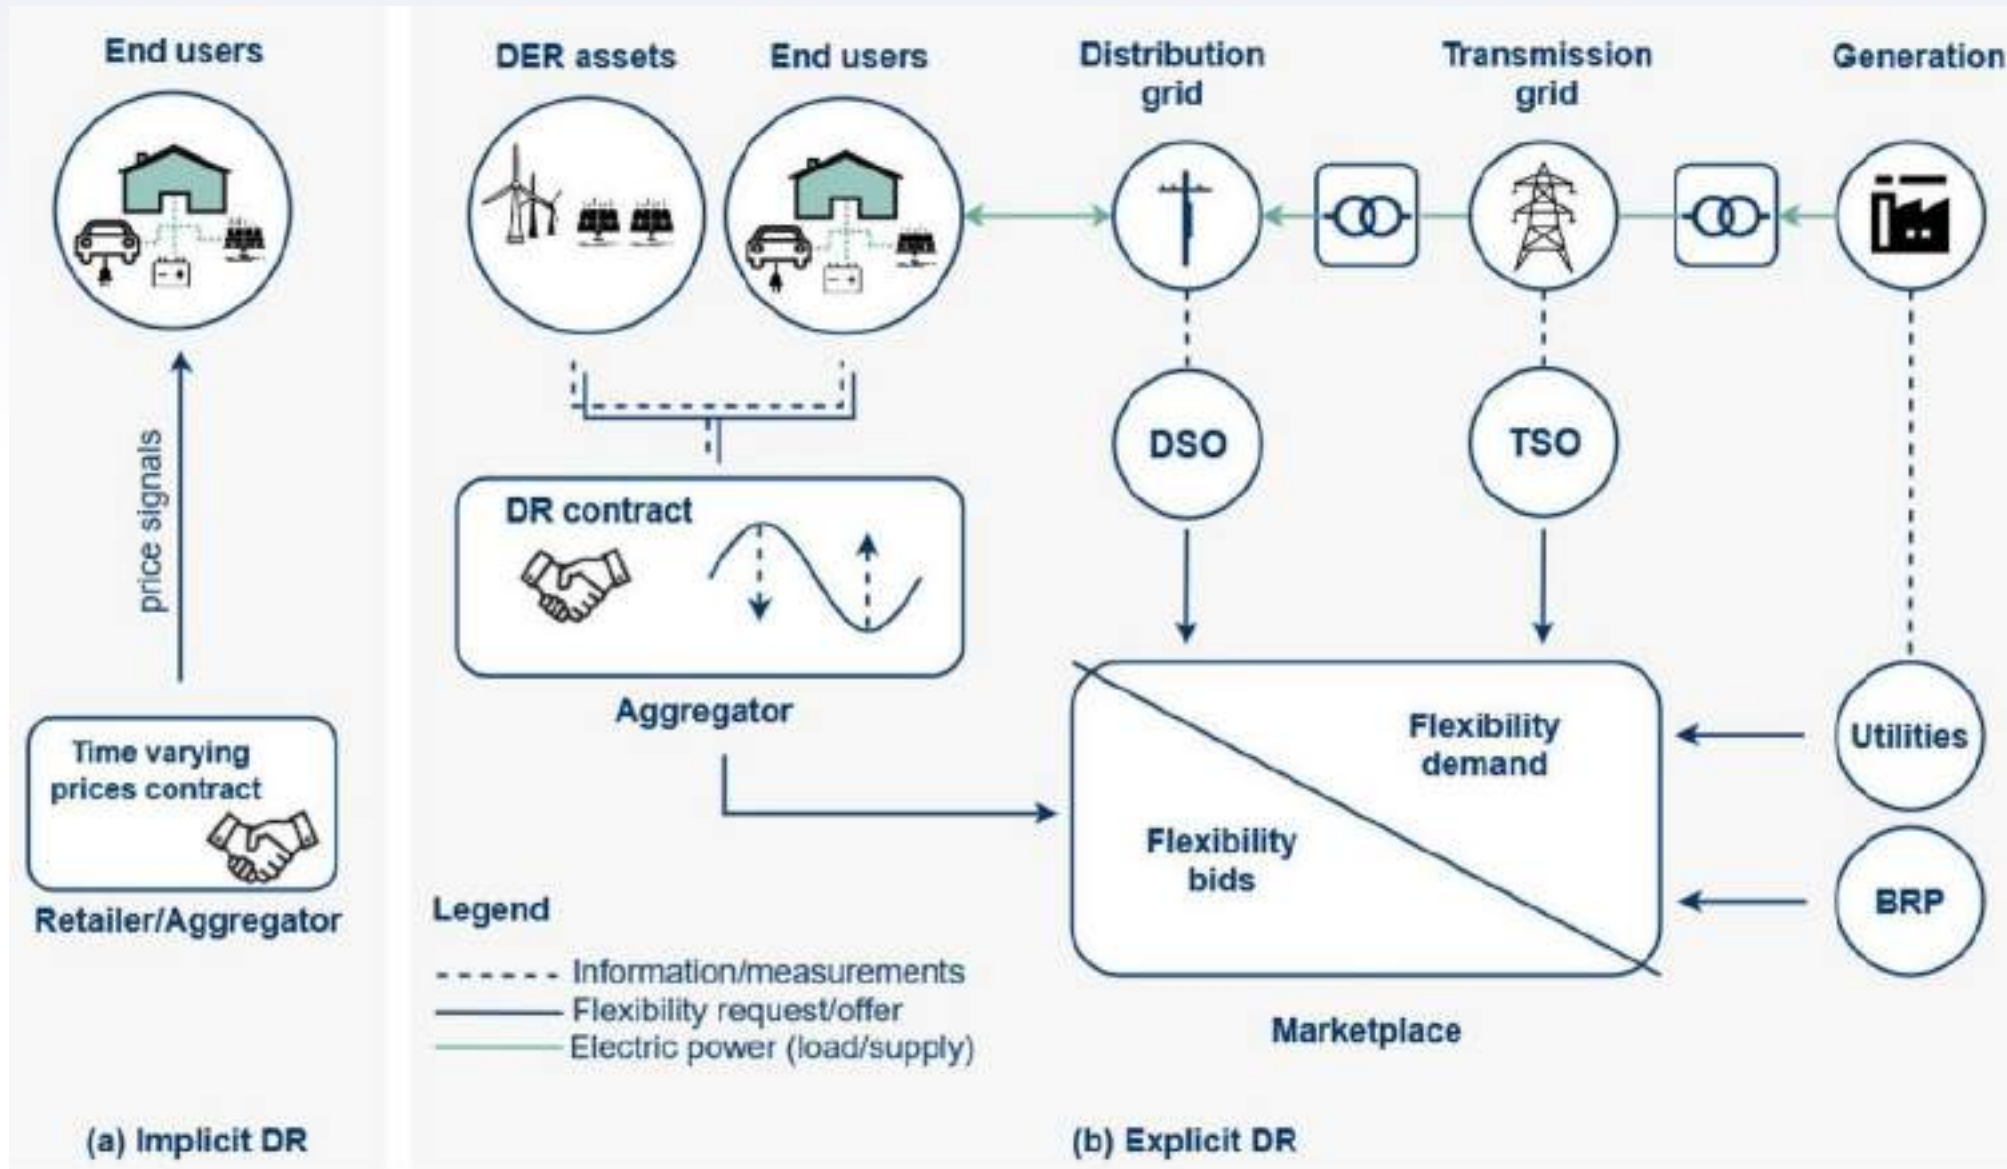 End users
price signals
Time varying
prices contract
Retailer/Aggregator
(a) Implicit DR
DER assets
End users
Distribution
grid
Transmission
grid
Generation
DSO
TSO
DR contract
Aggregator
Flexibility
demand
Flexibility
bids
Utilities
BRP
Marketplace
Legend
Information/measurements
Flexibility request/offer
Electric power (load/supply)
(b) Explicit DR